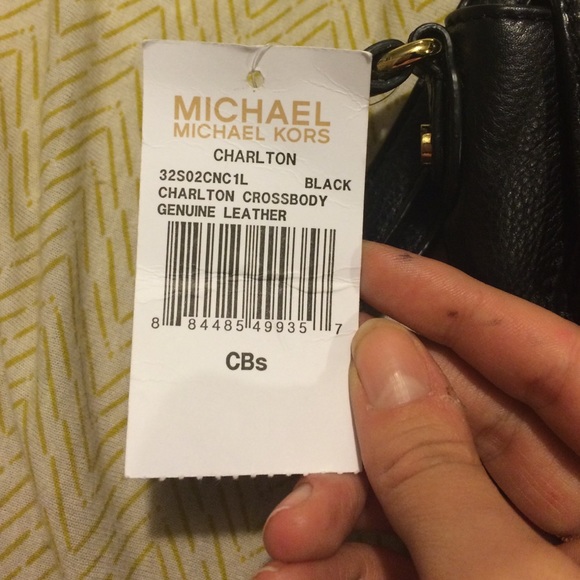 MICHAEL
MICHAEL KORS
CHARLTON
32S02CNC1L BLACK
CHARLTON CROSSBODY
GENUINE LEATHER
8 84485 49935 7
CBs